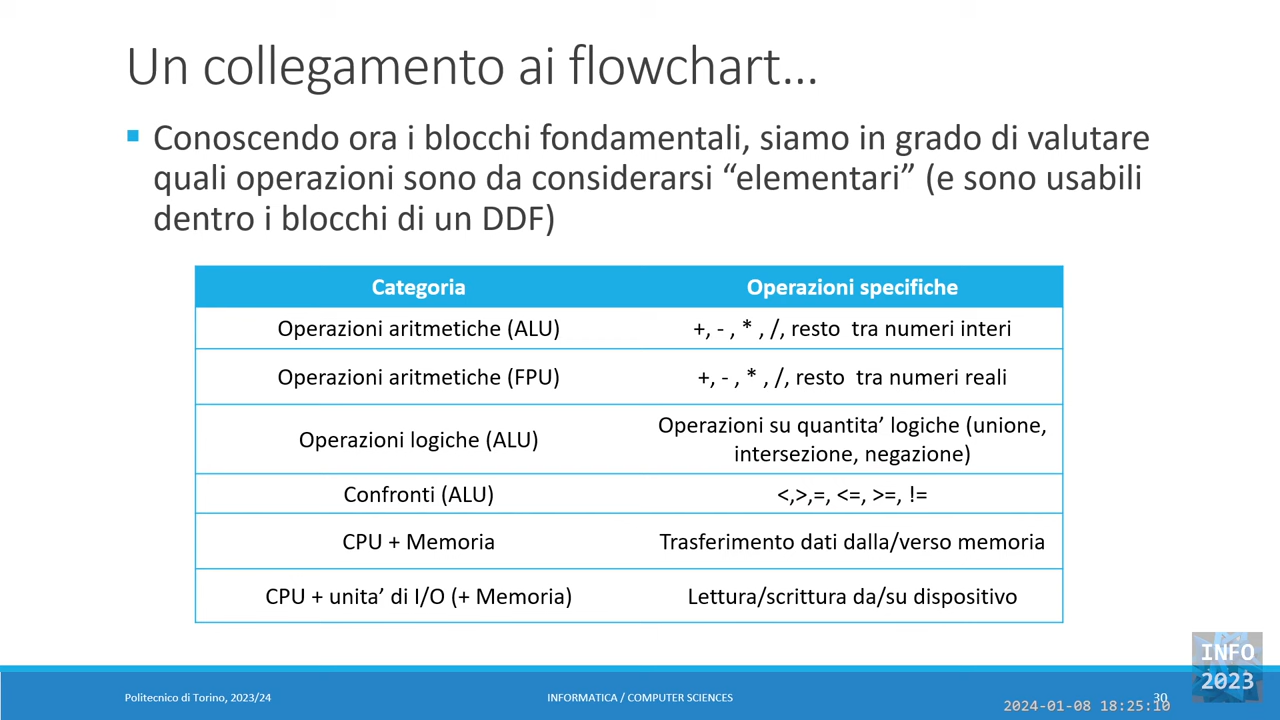 Un collegamento ai flowchart...
▪ Conoscendo ora i blocchi fondamentali, siamo in grado di valutare
quali operazioni sono da considerarsi “elementari” (e sono usabili
dentro i blocchi di un DDF)
Categoria Operazioni specifiche
Operazioni aritmetiche (ALU) +, - , * , /, resto tra numeri interi
Operazioni aritmetiche (FPU) +, - , * , /, resto tra numeri reali
Operazioni logiche (ALU) Operazioni su quantita’ logiche (unione,
intersezione, negazione)
Confronti (ALU) <,>,=, <=, >=, !=
CPU + Memoria Trasferimento dati dalla/verso memoria
CPU + unita’ di I/O (+ Memoria) Lettura/scrittura da/su dispositivo
INFO
2023
Politecnico di Torino, 2023/24 INFORMATICA / COMPUTER SCIENCES 30
2024-01-08 18:25:10